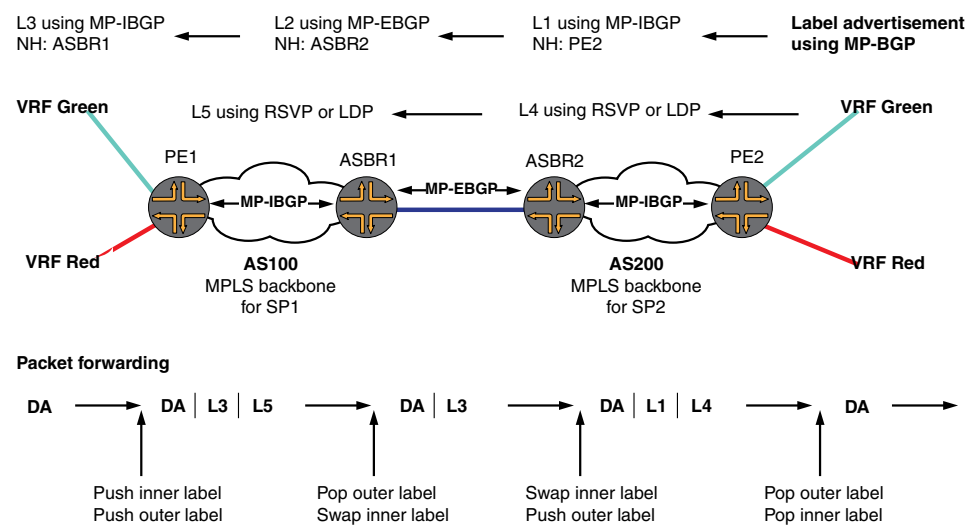 L3 using MP-IBGP
NH: ASBR1
L2 using MP-EBGP
NH: ASBR2
L1 using MP-IBGP
NH: PE2
Label advertisement
using MP-BGP
VRF Green
L5 using RSVP or LDP
L4 using RSVP or LDP
VRF Green
PE1
ASBR1
ASBR2
PE2
MP-IBGP
MP-EBGP
MP-IBGP
VRF Red
AS100
MPLS backbone
for SP1
AS200
MPLS backbone
for SP2
VRF Red
Packet forwarding
DA
DA | L3 | L5
DA | L3
DA | L1 | L4
DA
Push inner label
Push outer label
Pop outer label
Swap inner label
Swap inner label
Push outer label
Pop outer label
Pop inner label